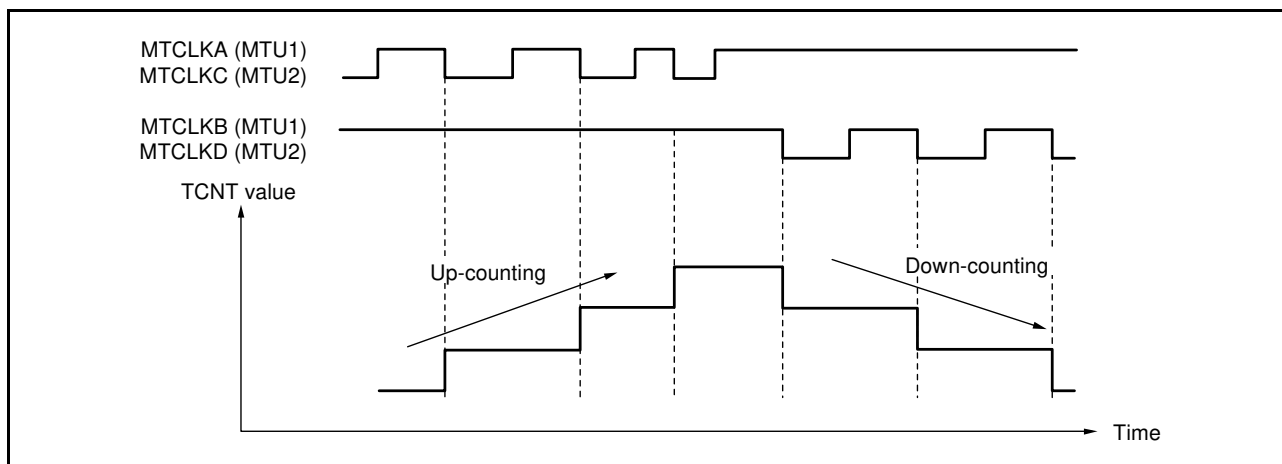 MTCLKA (MTU1)
MTCLKC (MTU2)
MTCLKB (MTU1)
MTCLKD (MTU2)
TCNT value
Up-counting
Down-counting
Time